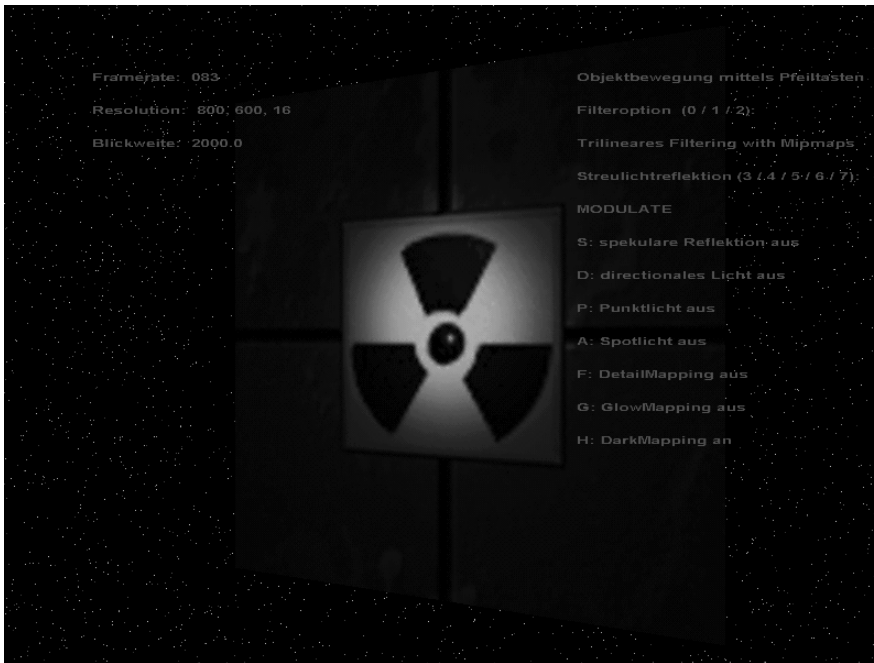 Framerate: 083
Resolution: 800, 600, 16
Blickweite: 2000.0
Objektbewegung mittels Pfeiltasten
Filteroption (0 / 1 / 2):
Trilineares Filtering with Mipmaps
Streulichtreflektion (3 / 4 / 5 / 6 / 7):
MODULATE
S: spekulare Reflektion aus
D: directionales Licht aus
P: Punktlicht aus
A: Spotlicht aus
F: DetailMapping aus
G: GlowMapping aus
H: DarkMapping an